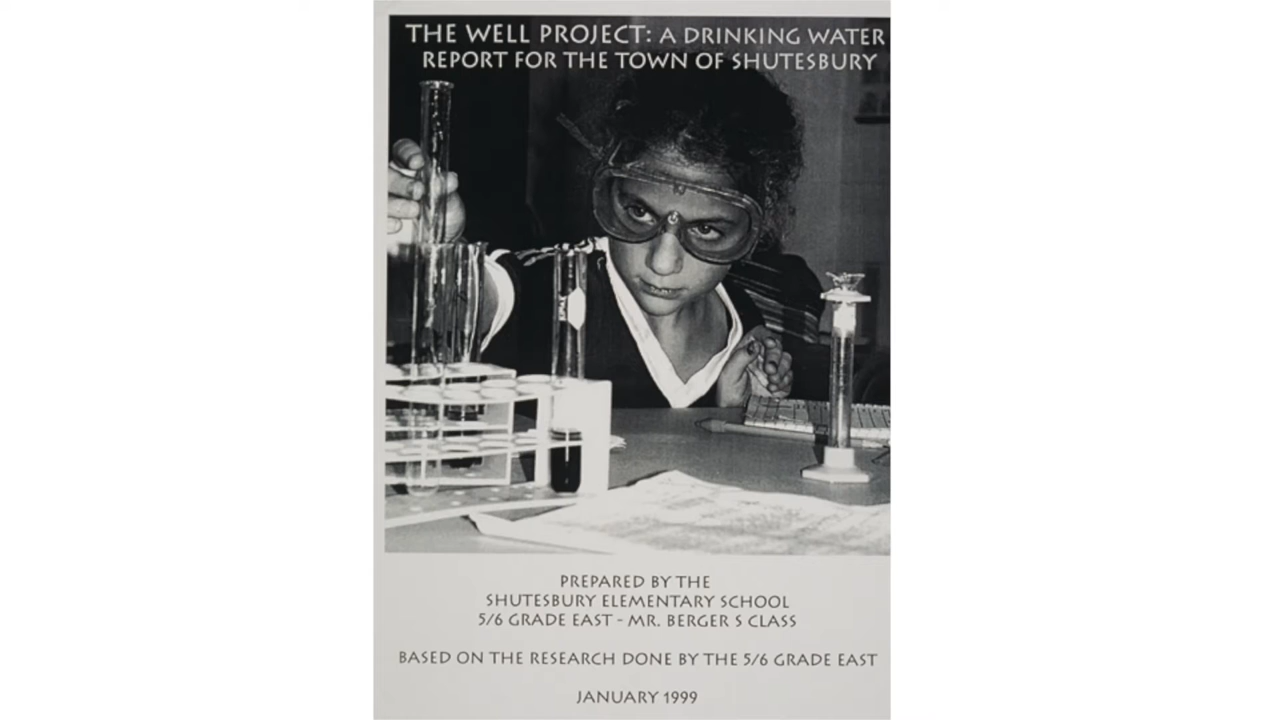 THE WELL PROJECT: A DRINKING WATER
REPORT FOR THE TOWN OF SHUTESBURY
PREPARED BY THE
SHUTESBURY ELEMENTARY SCHOOL
5/6 GRADE EAST - MR. BERGER S CLASS
BASED ON THE RESEARCH DONE BY THE 5/6 GRADE EAST
JANUARY 1999